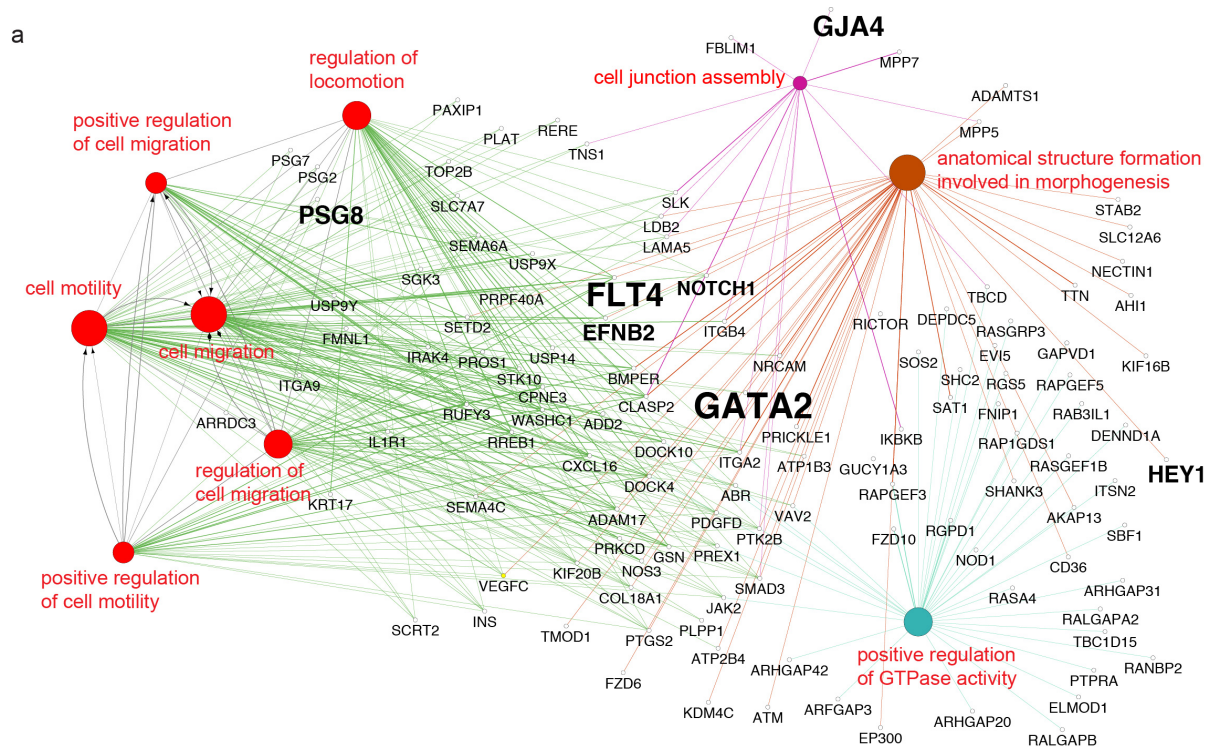 a
GJA4
FBLIM1
regulation of
locomotion
MPP7
cell junction assembly
ADAMTS1
PAXIP1
positive regulation
of cell migration
RERE
MPP5
PLAT
TNS1
PSG7
anatomical structure formation
involved in morphogenesis
PSG2
TOP2B
SLC7A7
SLK
PSG8
STAB2
LDB2
SLC12A6
SEMA6A
LAMA5
USP9X
NECTIN1
SGK3
cell motility
FLT4
NOTCH1
TBCD
TTN
PRPF40A
USP9Y
AHI1
EFNB2
RICTOR
DEPDC5
SETD2
ITGB4
RASGRP3
FMNL1
cell migration
EVI5
GAPVD1
IRAK4
PROS1
USP14
SOS2
NRCAM
KIF16B
BMPER
STK10
SHC2
RGS5
RAPGEF5
ITGA9
CPNE3
GATA2
CLASP2
SAT1
FNIP1
RAB3IL1
RUFY3
WASHC1
ADD2
ARRDC3
PRICKLE1
DENND1A
IL1R1
RREB1
IKBKB
RAP1GDS1
DOCK10
CXCL16
ITGA2
ATP1B3
GUCY1A3
RASGEF1B
HEY1
regulation of
cell migration
DOCK4
RAPGEF3
SHANK3
ITSN2
ABR
KRT17
SEMA4C
ADAM17
PDGFD
VAV2
AKAP13
RGPD1
SBF1
PTK2B
FZD10
PRKCD
GSN
PREX1
NOD1
CD36
positive regulation
of cell motility
VEGFC
KIF20B
NOS3
SMAD3
ARHGAP31
COL18A1
RASA4
JAK2
RALGAPA2
SCRT2
INS
TMOD1
PTGS2
PLPP1
TBC1D15
positive regulation
of GTPase activity
ATP2B4
ARHGAP42
RANBP2
PTPRA
FZD6
ELMOD1
KDM4C
ATM
ARFGAP3
ARHGAP20
EP300
RALGAPB